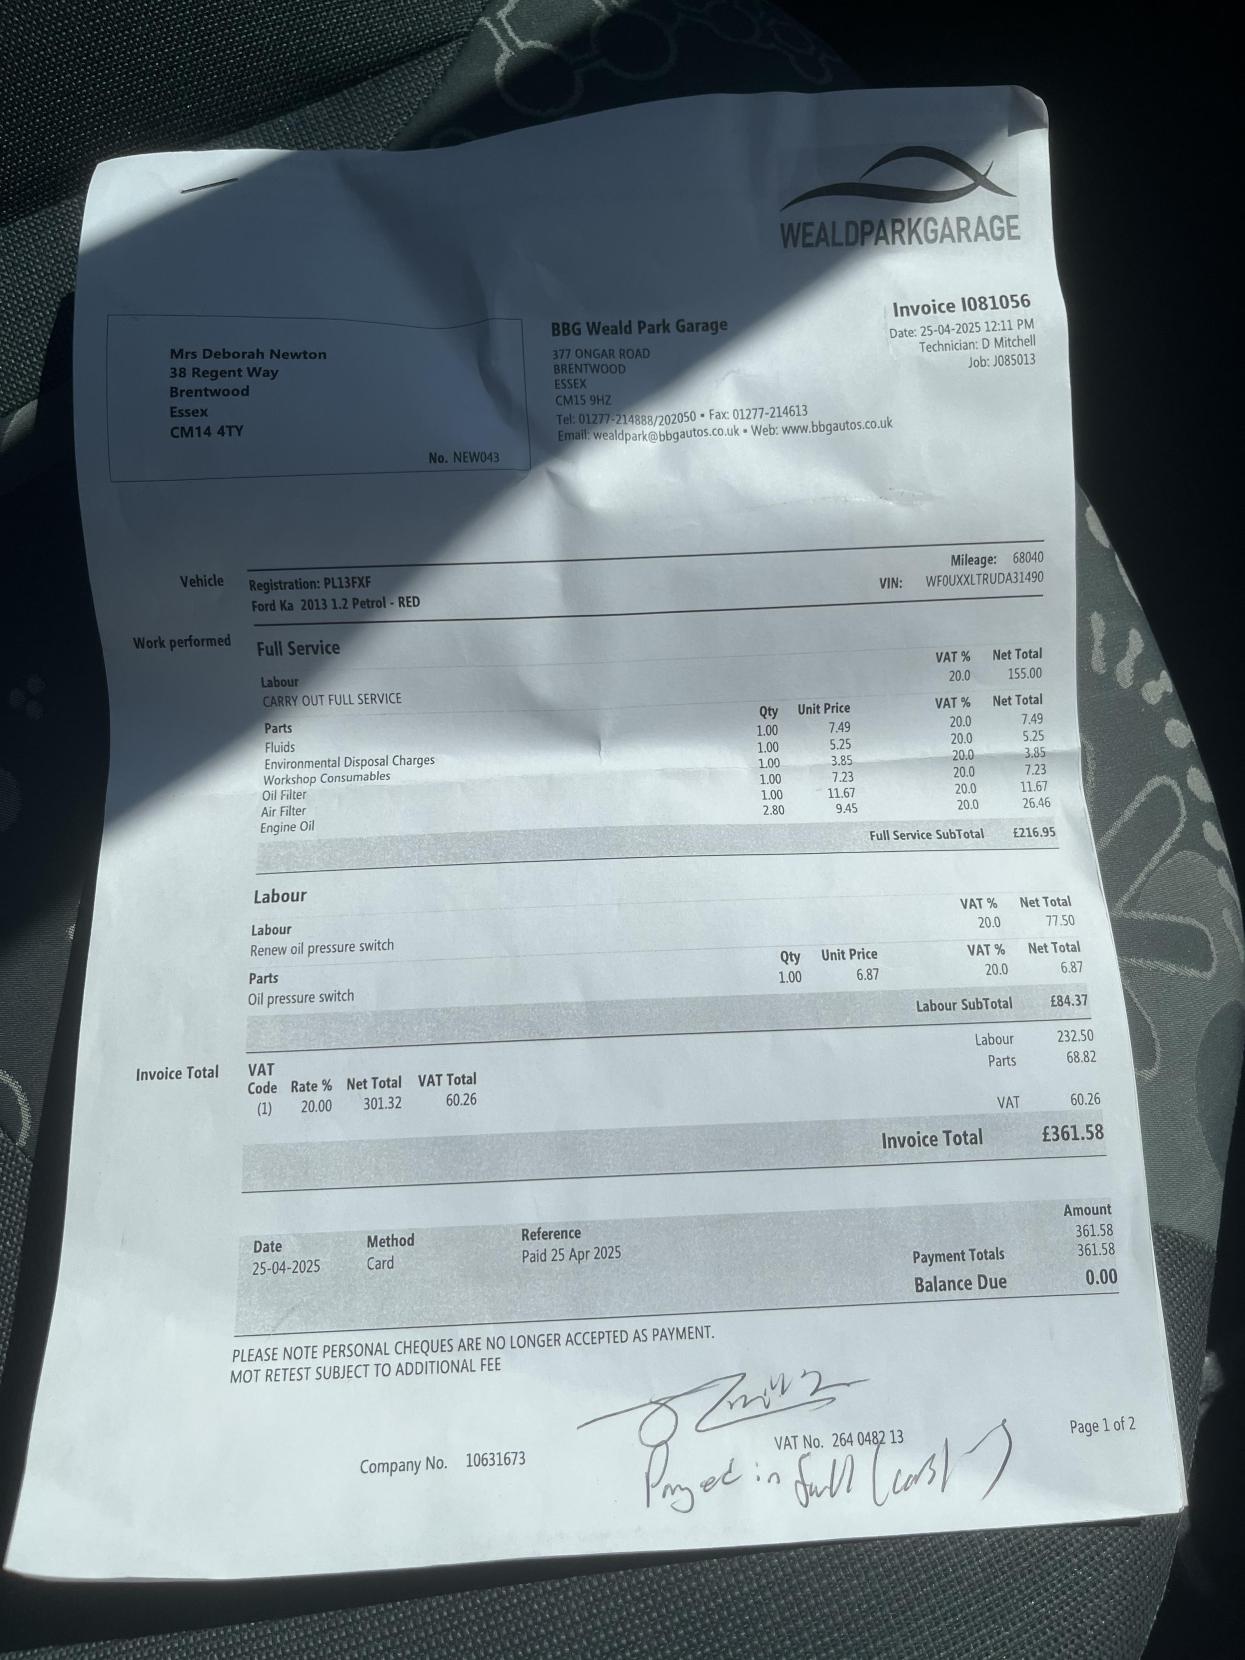 WEALDPARKGARAGE
Invoice I081056
Date: 25-04-2025 12:11 PM
Technician: D Mitchell
Job: J085013
Mrs Deborah Newton
38 Regent Way
Brentwood
Essex
CM14 4TY
No. NEW043
BBG Weald Park Garage
377 ONGAR ROAD
BRENTWOOD
ESSEX
CM15 9HZ
Tel: 01277-214888/202050 • Fax: 01277-214613
Email: wealdpark@bbgautos.co.uk • Web: www.bbgautos.co.uk
Vehicle Registration: PL13FXF Mileage: 68040
Ford Ka 2013 1.2 Petrol - RED VIN: WF0UXXLTRUDA31490
Work performed Full Service
Labour VAT % Net Total
CARRY OUT FULL SERVICE 20.0 155.00
Parts Qty Unit Price VAT % Net Total
Fluids 1.00 7.49 20.0 7.49
Environmental Disposal Charges 1.00 5.25 20.0 5.25
Workshop Consumables 1.00 3.85 20.0 3.85
Oil Filter 1.00 7.23 20.0 7.23
Air Filter 1.00 11.67 20.0 11.67
Engine Oil 2.80 9.45 20.0 26.46
Full Service SubTotal £216.95
Labour
Labour VAT % Net Total
Renew oil pressure switch 20.0 77.50
Parts Qty Unit Price VAT % Net Total
Oil pressure switch 1.00 6.87 20.0 6.87
Labour SubTotal £84.37
Labour 232.50
Parts 68.82
VAT 60.26
Invoice Total VAT
Code Rate % Net Total VAT Total
(1) 20.00 301.32 60.26
Invoice Total £361.58
Date Method Reference Amount
25-04-2025 Card Paid 25 Apr 2025 361.58
Payment Totals 361.58
Balance Due 0.00
PLEASE NOTE PERSONAL CHEQUES ARE NO LONGER ACCEPTED AS PAYMENT.
MOT RETEST SUBJECT TO ADDITIONAL FEE
Company No. 10631673
VAT No. 264 0482 13
Page 1 of 2
Payed in full